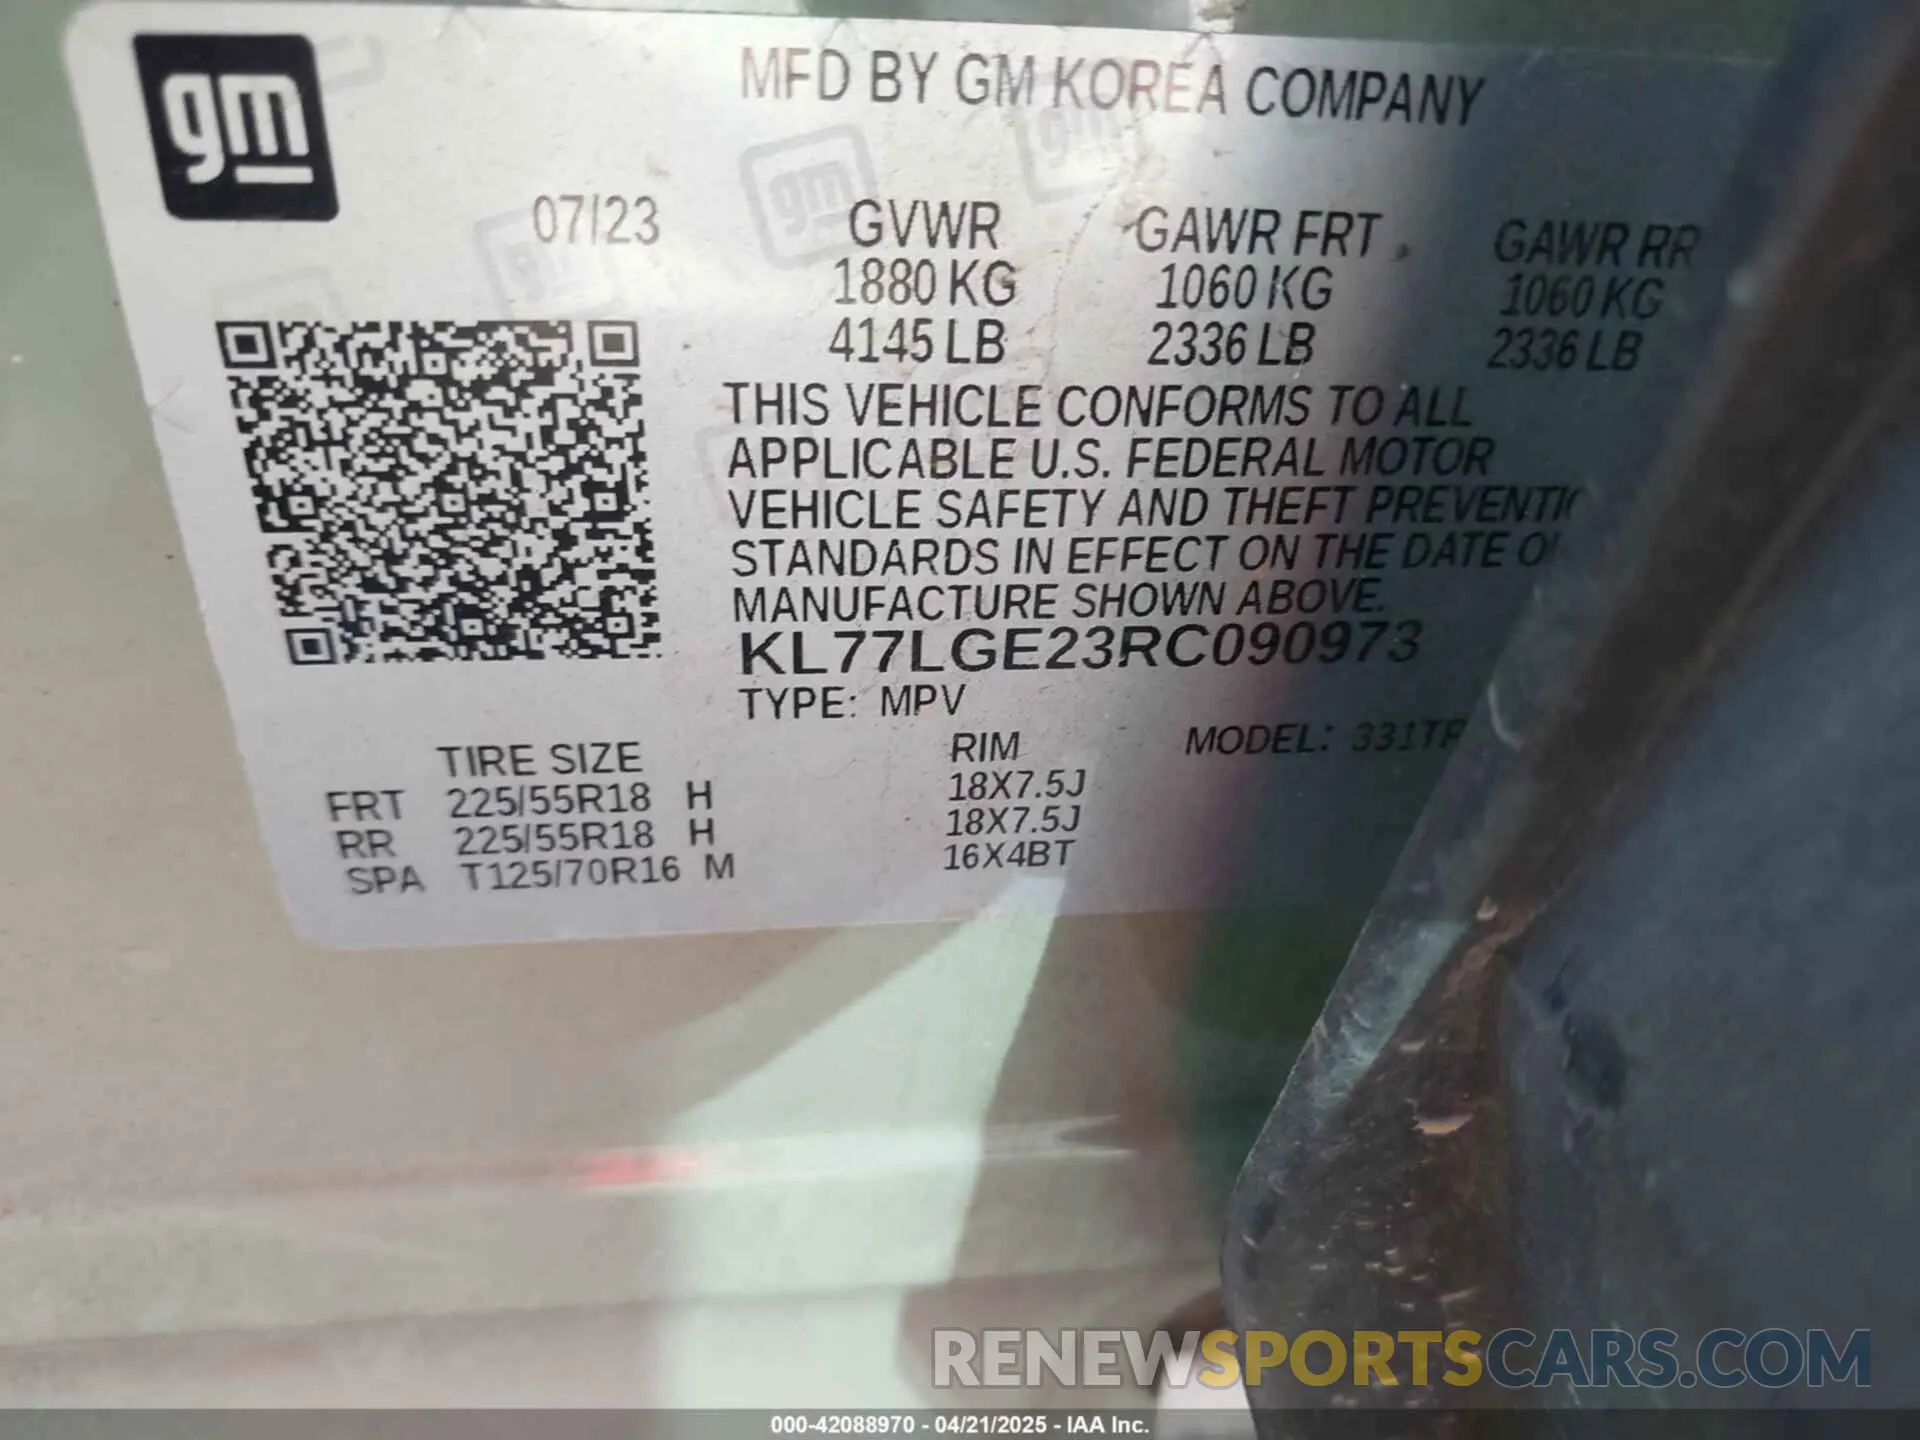 gm
MFD BY GM KOREA COMPANY
07/23 GVWR GAWR FRT GAWR RR
1880 KG 1060 KG 1060 KG
4145 LB 2336 LB 2336 LB
THIS VEHICLE CONFORMS TO ALL
APPLICABLE U.S. FEDERAL MOTOR
VEHICLE SAFETY AND THEFT
STANDARDS IN EFFECT ON THE DATE
MANUFACTURE SHOWN ABOVE.
KL77LGE23RC090973
TYPE: MPV
TIRE SIZE RIM MODEL:
FRT 225/55R18 H 18X7.5J
RR 225/55R18 H 18X7.5J
SPA T125/70R16 M 16X4BT
RENEWSPORTSCARS.COM
000-42088970 - 04/21/2025 - IAA Inc.